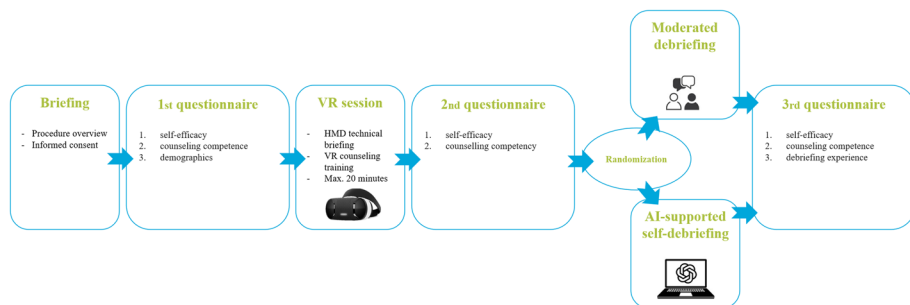 Briefing
- Procedure overview
- Informed consent
1st questionnaire
1. self-efficacy
2. counseling competence
3. demographics
VR session
- HMD technical
briefing
- VR counseling
training
- Max. 20 minutes
2nd questionnaire
1. self-efficacy
2. counselling competency
Randomization
Moderated
debriefing
AI-supported
self-debriefing
3rd questionnaire
1. self-efficacy
2. counseling competence
3. debriefing experience